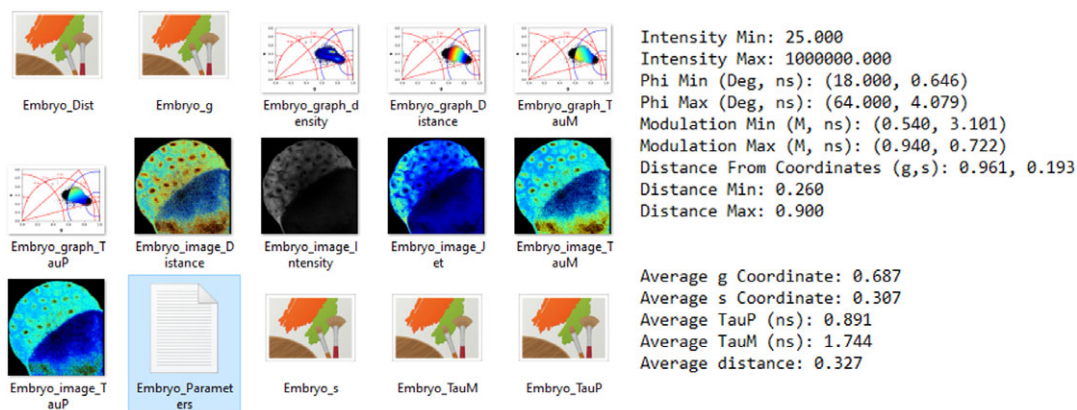 Embryo_Dist
Embryo_g
Embryo_graph_d
ensity
Embryo_graph_D
istance
Embryo_graph_T
auM
Embryo_graph_T
auP
Embryo_image_D
istance
Embryo_image_I
ntensity
Embryo_image_J
et
Embryo_image_T
auM
Embryo_image_T
auP
Embryo_Paramet
ers
Embryo_s
Embryo_TauM
Embryo_TauP
Intensity Min: 25.000
Intensity Max: 1000000.000
Phi Min (Deg, ns): (18.000, 0.646)
Phi Max (Deg, ns): (64.000, 4.079)
Modulation Min (M, ns): (0.540, 3.101)
Modulation Max (M, ns): (0.940, 0.722)
Distance From Coordinates (g,s): 0.961, 0.193
Distance Min: 0.260
Distance Max: 0.900
Average g Coordinate: 0.687
Average s Coordinate: 0.307
Average TauP (ns): 0.891
Average TauM (ns): 1.744
Average distance: 0.327